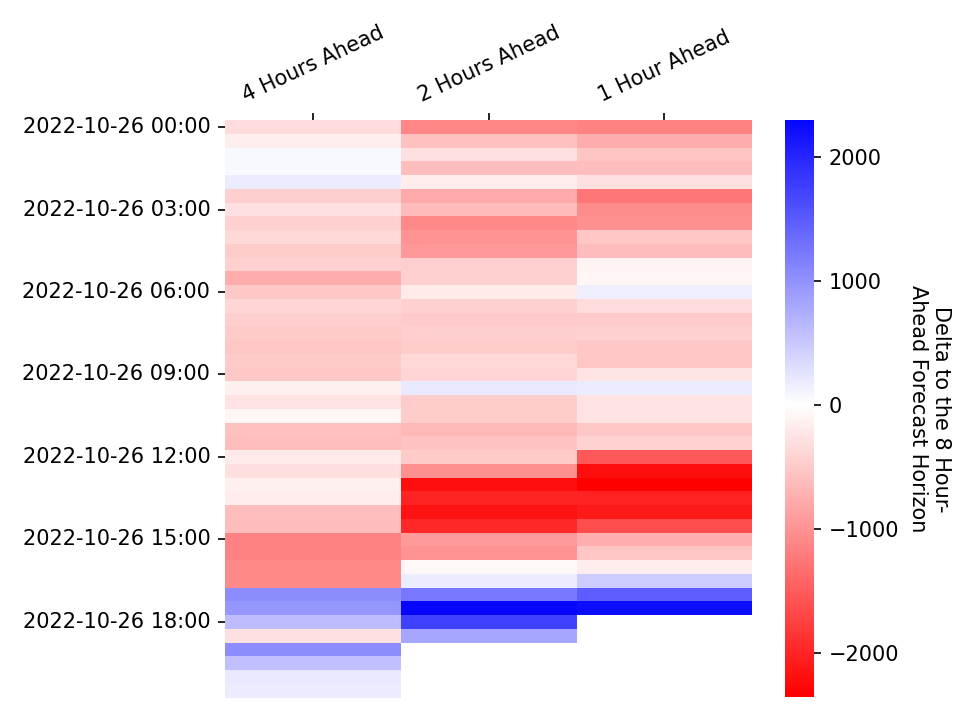 4 Hours Ahead
2 Hours Ahead
1 Hour Ahead
2022-10-26 00:00
2022-10-26 03:00
2022-10-26 06:00
2022-10-26 09:00
2022-10-26 12:00
2022-10-26 15:00
2022-10-26 18:00
2000
1000
0
−1000
−2000
Delta to the 8 Hour-
Ahead Forecast Horizon